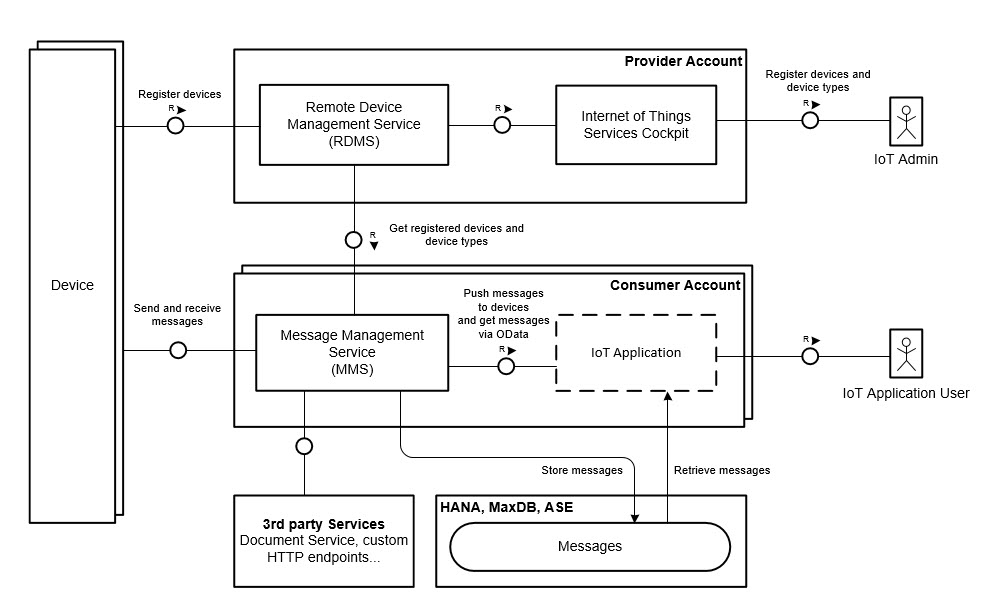 Provider Account
Register devices
R
Remote Device
Management Service
(RDMS)
R
Internet of Things
Services Cockpit
Register devices and
device types
R
IoT Admin
R
Get registered devices and
device types
Device
Consumer Account
Send and receive
messages
Message Management
Service
(MMS)
Push messages
to devices
and get messages
via OData
R
IoT Application
R
IoT Application User
Store messages
Retrieve messages
3rd party Services
Document Service, custom
HTTP endpoints...
HANA, MaxDB, ASE
Messages